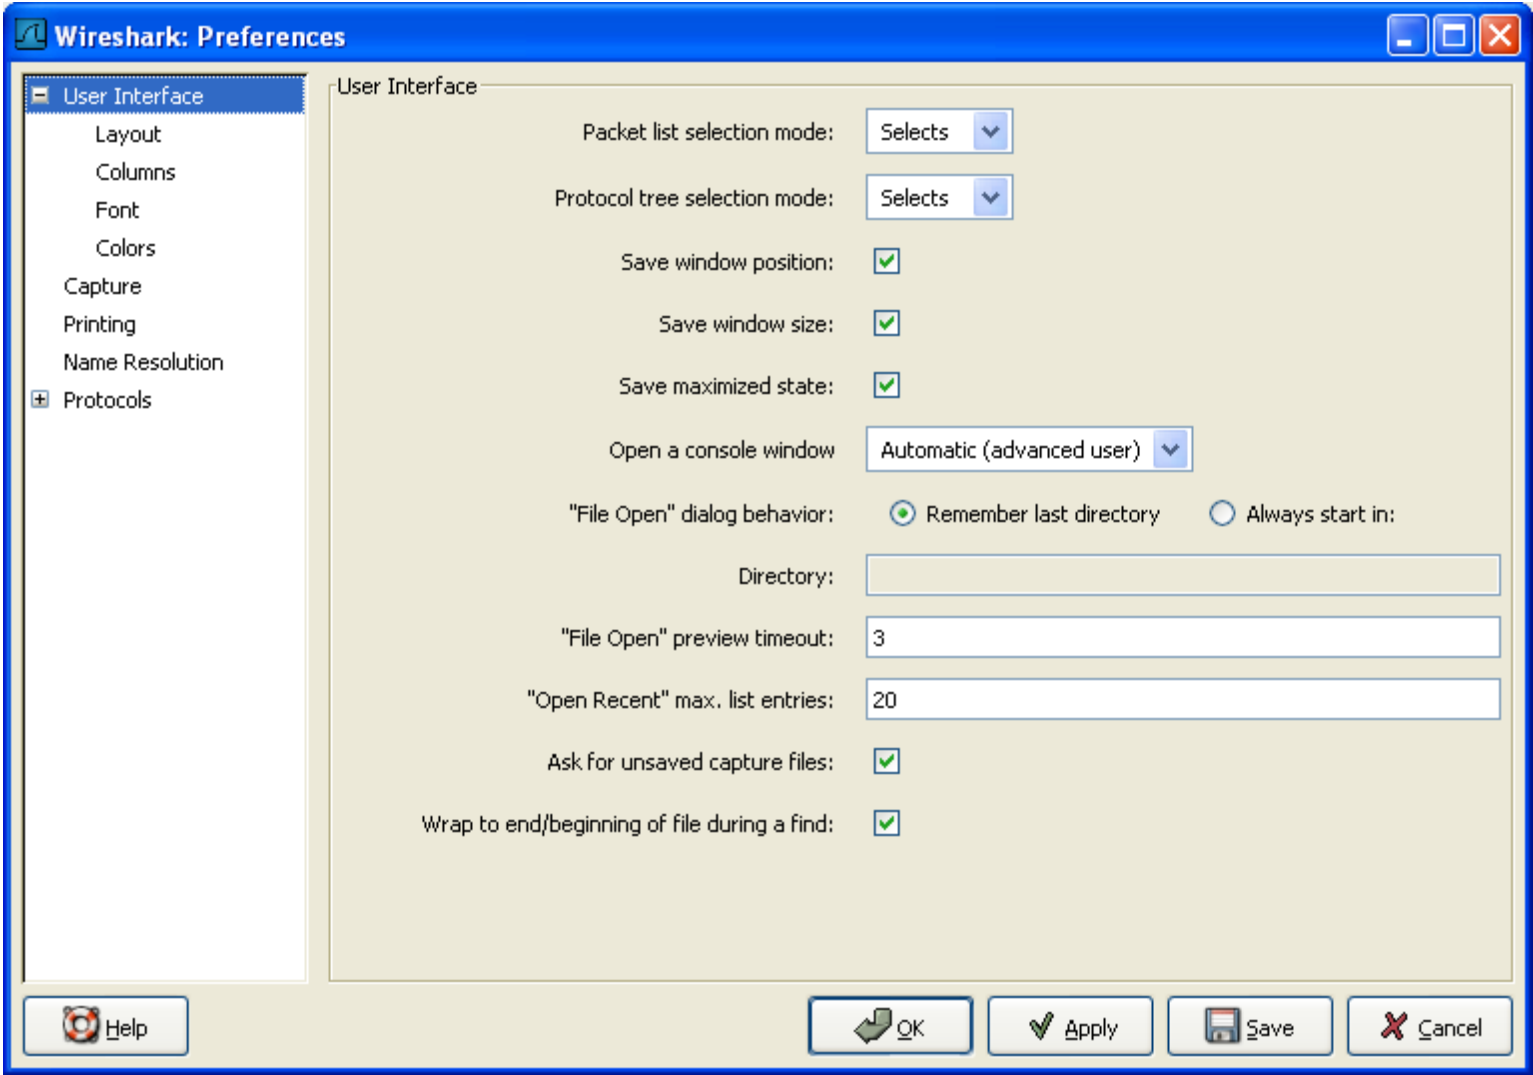 Wireshark: Preferences
User Interface
Layout
Columns
Font
Colors
Capture
Printing
Name Resolution
Protocols
User Interface
Packet list selection mode: Selects
Protocol tree selection mode: Selects
Save window position:
Save window size:
Save maximized state:
Open a console window Automatic (advanced user)
"File Open" dialog behavior: Remember last directory Always start in:
Directory:
"File Open" preview timeout: 3
"Open Recent" max. list entries: 20
Ask for unsaved capture files:
Wrap to end/beginning of file during a find:
Help OK Apply Save Cancel